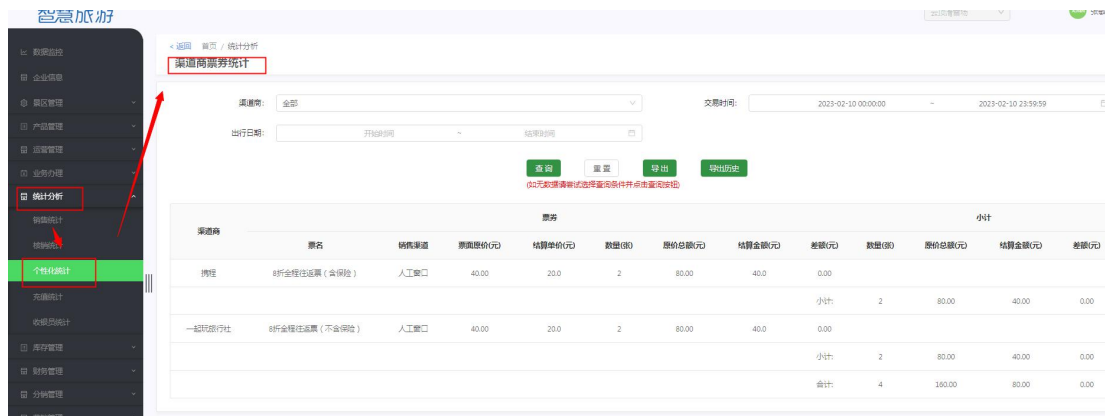 智慧旅游
数据监控
企业信息
景区管理
产品管理
运营管理
业务办理
统计分析
销售统计
核销统计
个性化统计
充值统计
收银员统计
库存管理
财务管理
分销管理
< 返回 首页 / 统计分析
渠道商票券统计
渠道商: 全部 交易时间: 2023-02-10 00:00:00 ~ 2023-02-10 23:59:59
出行日期: 开始时间 ~ 结束时间
查询 重置 导出 导出历史
(如无数据请尝试选择查询条件并点击查询按钮)
渠道商 票券 小计
票名 销售渠道 票面原价(元) 结算单价(元) 数量(张) 原价总额(元) 结算金额(元) 差额(元) 数量(张) 原价总额(元) 结算金额(元) 差额(元)
携程 8折全程往返票（含保险） 人工窗口 40.00 20.0 2 80.00 40.0 0.00
小计: 2 80.00 40.00 0.00
一起玩旅行社 8折全程往返票（不含保险） 人工窗口 40.00 20.0 2 80.00 40.0 0.00
小计: 2 80.00 40.00 0.00
合计: 4 160.00 80.00 0.00